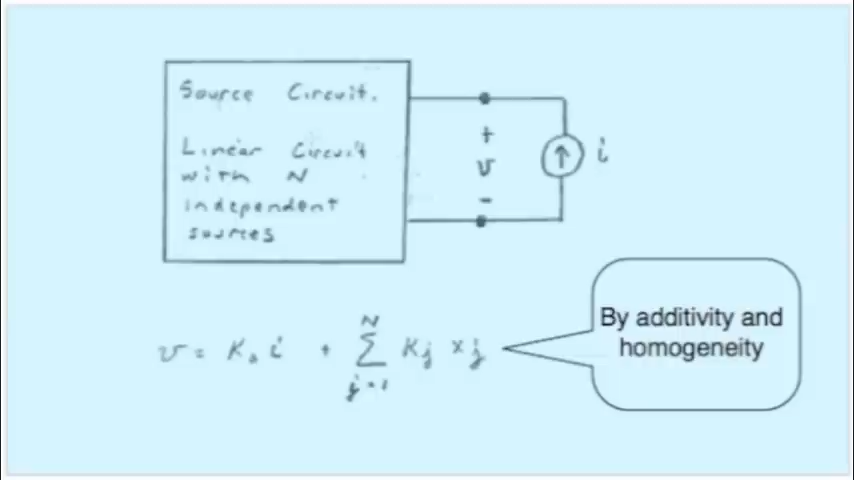 Source Circuit.
Linear Circuit
with N
independent
sources
+
v
-
i
v = K₀ i + N ∑ j=1 Kj xj
By additivity and
homogeneity